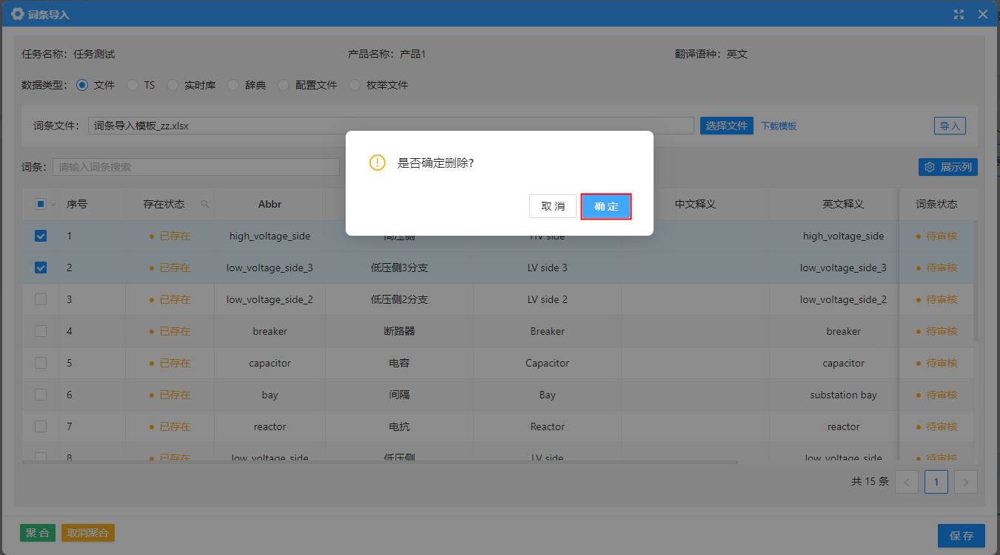 词条导入
任务名称：任务测试 产品名称：产品1 翻译语种：英文
数据类型： 文件 TS 实时库 辞典 配置文件 枚举文件
词条文件： 词条导入模板_zz.xlsx 选择文件 下载模板 导 入
是否确定删除?
词条： 请输入词条搜索 展示列
取 消 确 定
序号 存在状态 Abbr 中文释义 英文释义 词条状态
1 已存在 high_voltage_side 高压侧 HV side high_voltage_side 待审核
2 已存在 low_voltage_side_3 低压侧3分支 LV side 3 low_voltage_side_3 待审核
3 已存在 low_voltage_side_2 低压侧2分支 LV side 2 low_voltage_side_2 待审核
4 已存在 breaker 断路器 Breaker breaker 待审核
5 已存在 capacitor 电容 Capacitor capacitor 待审核
6 已存在 bay 间隔 Bay substation bay 待审核
7 已存在 reactor 电抗 Reactor reactor 待审核
8 已存在 low_voltage_side 低压侧 LV side low_voltage_side 待审核
共 15 条 < 1 >
聚 合 取消聚合 保 存